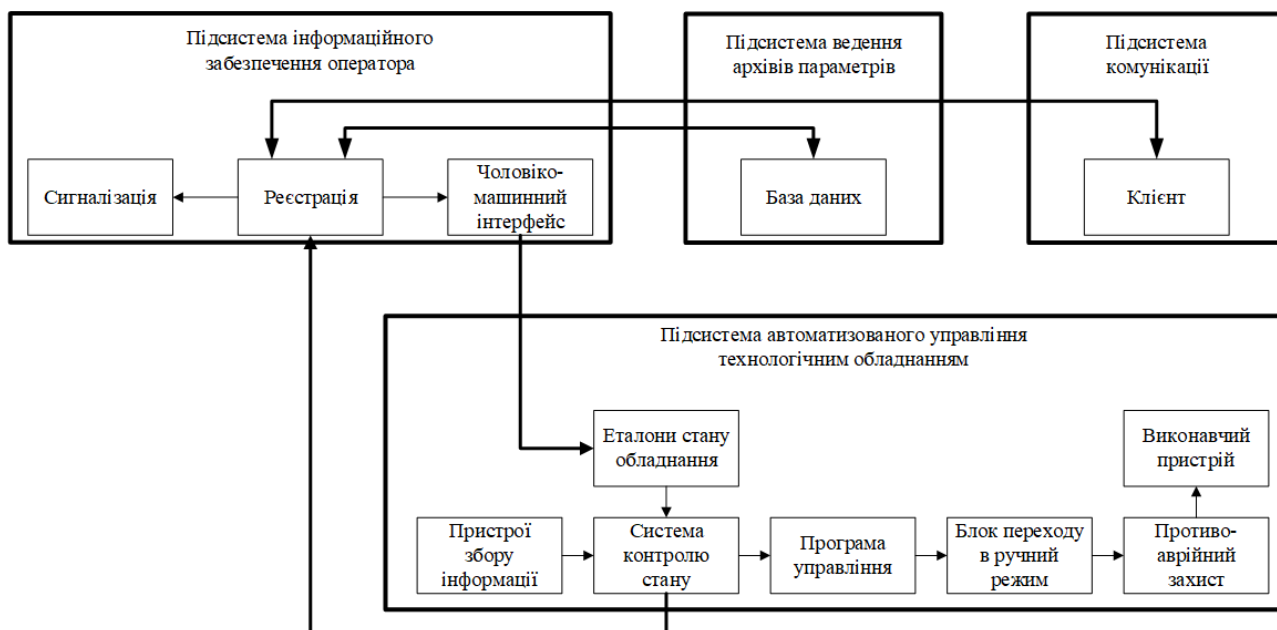 Підсистема інформаційного
забезпечення оператора
Підсистема ведення
архівів параметрів
Підсистема
комунікації
Сигналізація
Реєстрація
Чоловіко-
машинний
інтерфейс
База даних
Клієнт
Підсистема автоматизованого управління
технологічним обладнанням
Еталони стану
обладнання
Виконавчий
пристрій
Пристрої
збору
інформації
Система
контролю
стану
Програма
управління
Блок переходу
в ручний
режим
Противо-
аврійний
захист